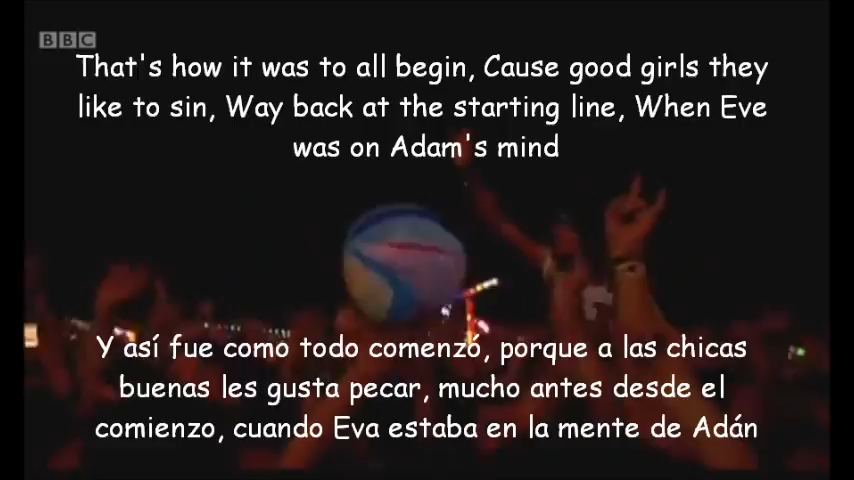 BBC
That's how it was to all begin, Cause good girls they
like to sin, Way back at the starting line, When Eve
was on Adam's mind
Y así fue como todo comenzó, porque a las chicas
buenas les gusta pecar, mucho antes desde el
comienzo, cuando Eva estaba en la mente de Adán